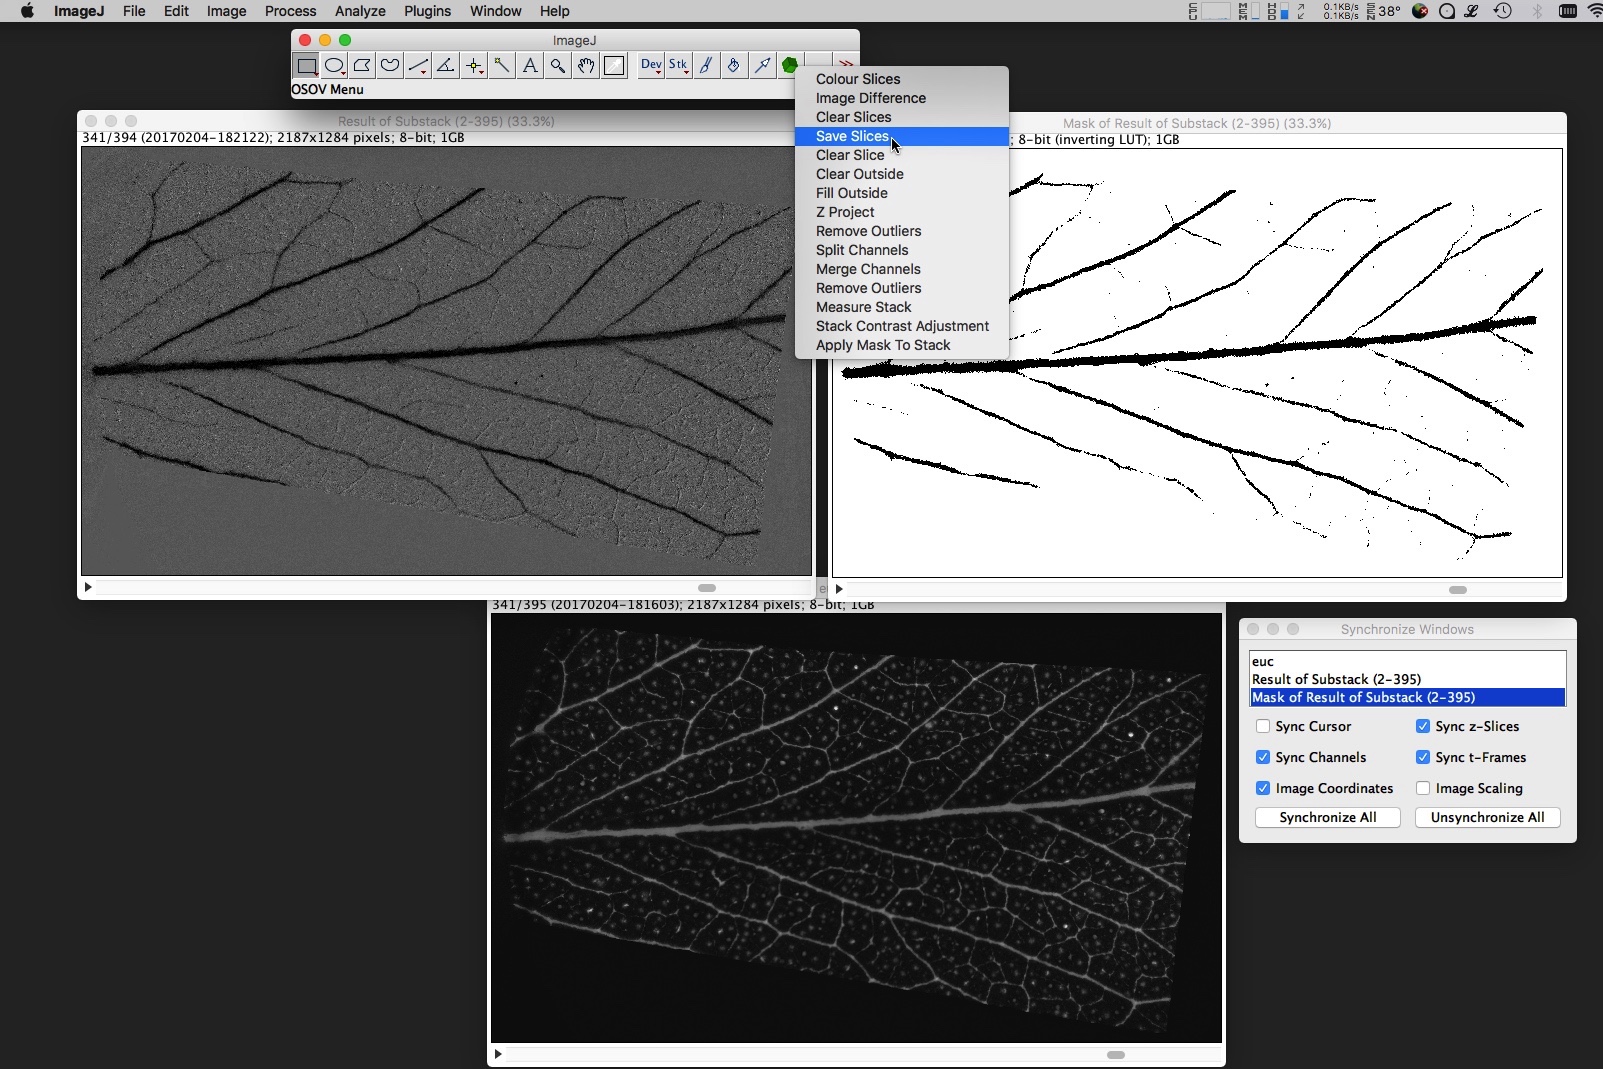 ImageJ File Edit Image Process Analyze Plugins Window Help
CPU MEM HDD 0.1KB/s 0.1KB/s SEN 38°
ImageJ
Dev Stk >>
OSOV Menu
Colour Slices
Image Difference
Clear Slices
Save Slices
Clear Slice
Clear Outside
Fill Outside
Z Project
Remove Outliers
Split Channels
Merge Channels
Remove Outliers
Measure Stack
Stack Contrast Adjustment
Apply Mask To Stack
Result of Substack (2-395) (33.3%)
341/394 (20170204-182122); 2187x1284 pixels; 8-bit; 1GB
Mask of Result of Substack (2-395) (33.3%)
; 8-bit (inverting LUT); 1GB
341/395 (20170204-181603); 2187x1284 pixels; 8-bit; 1GB
Synchronize Windows
euc
Result of Substack (2-395)
Mask of Result of Substack (2-395)
Sync Cursor Sync z-Slices
Sync Channels Sync t-Frames
Image Coordinates Image Scaling
Synchronize All Unsynchronize All